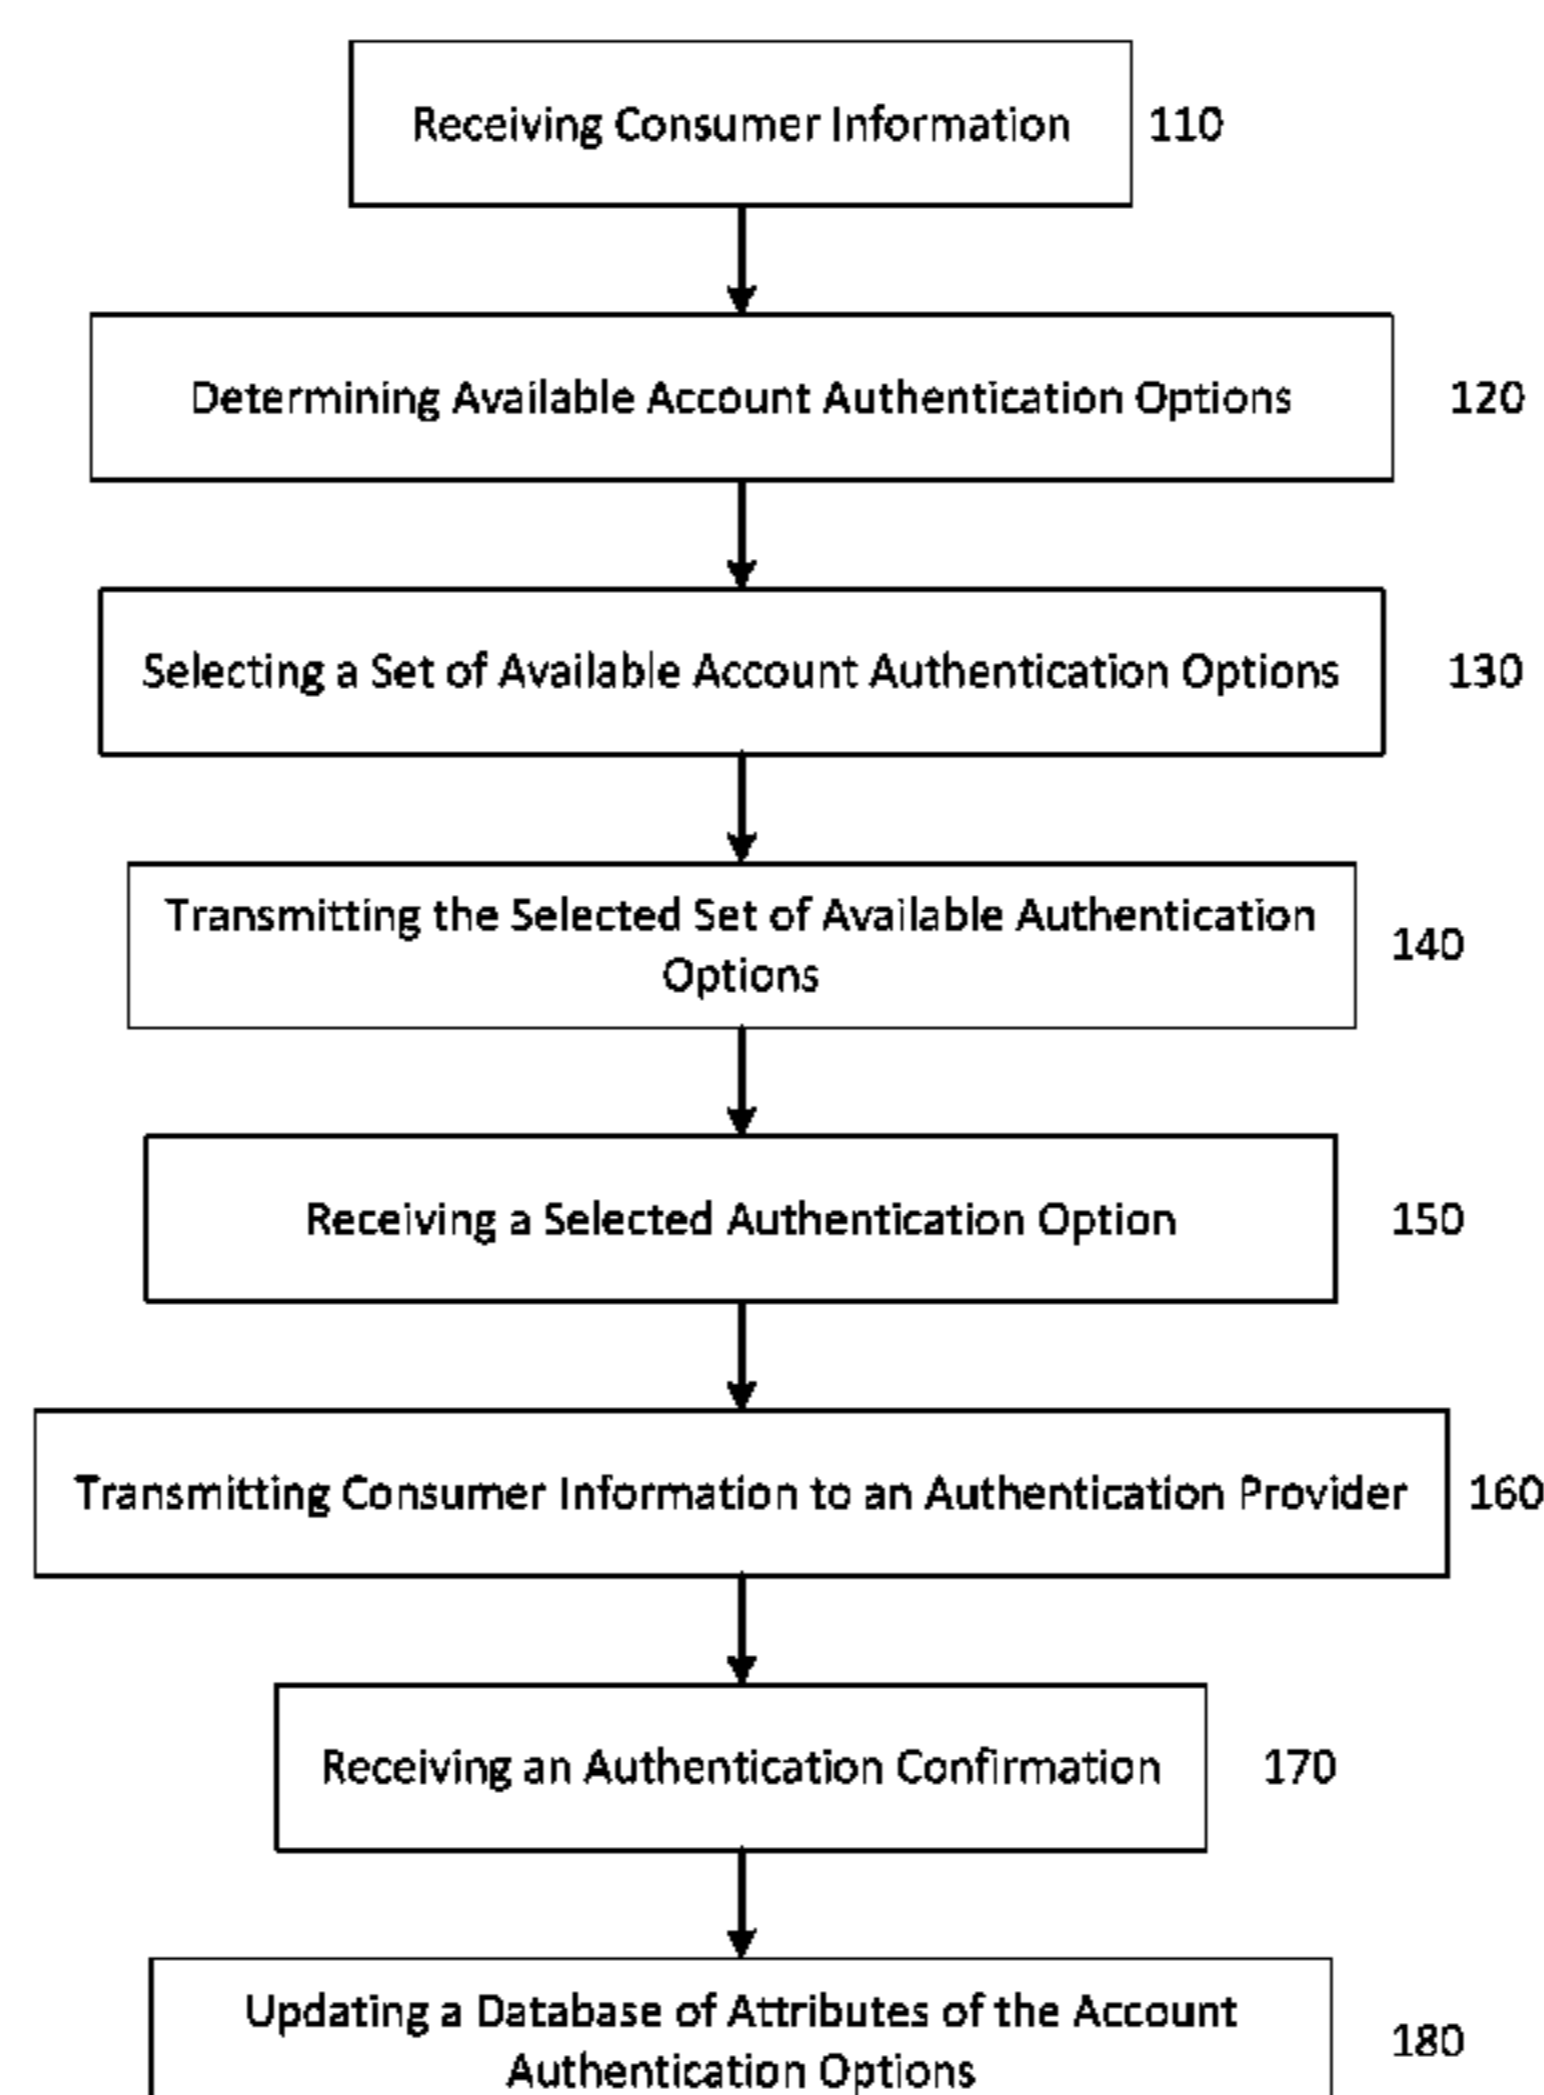 Receiving Consumer Information 110
Determining Available Account Authentication Options 120
Selecting a Set of Available Account Authentication Options 130
Transmitting the Selected Set of Available Authentication
Options
140
Receiving a Selected Authentication Option 150
Transmitting Consumer Information to an Authentication Provider 160
Receiving an Authentication Confirmation 170
Updating a Database of Attributes of the Account
Authentication Options
180